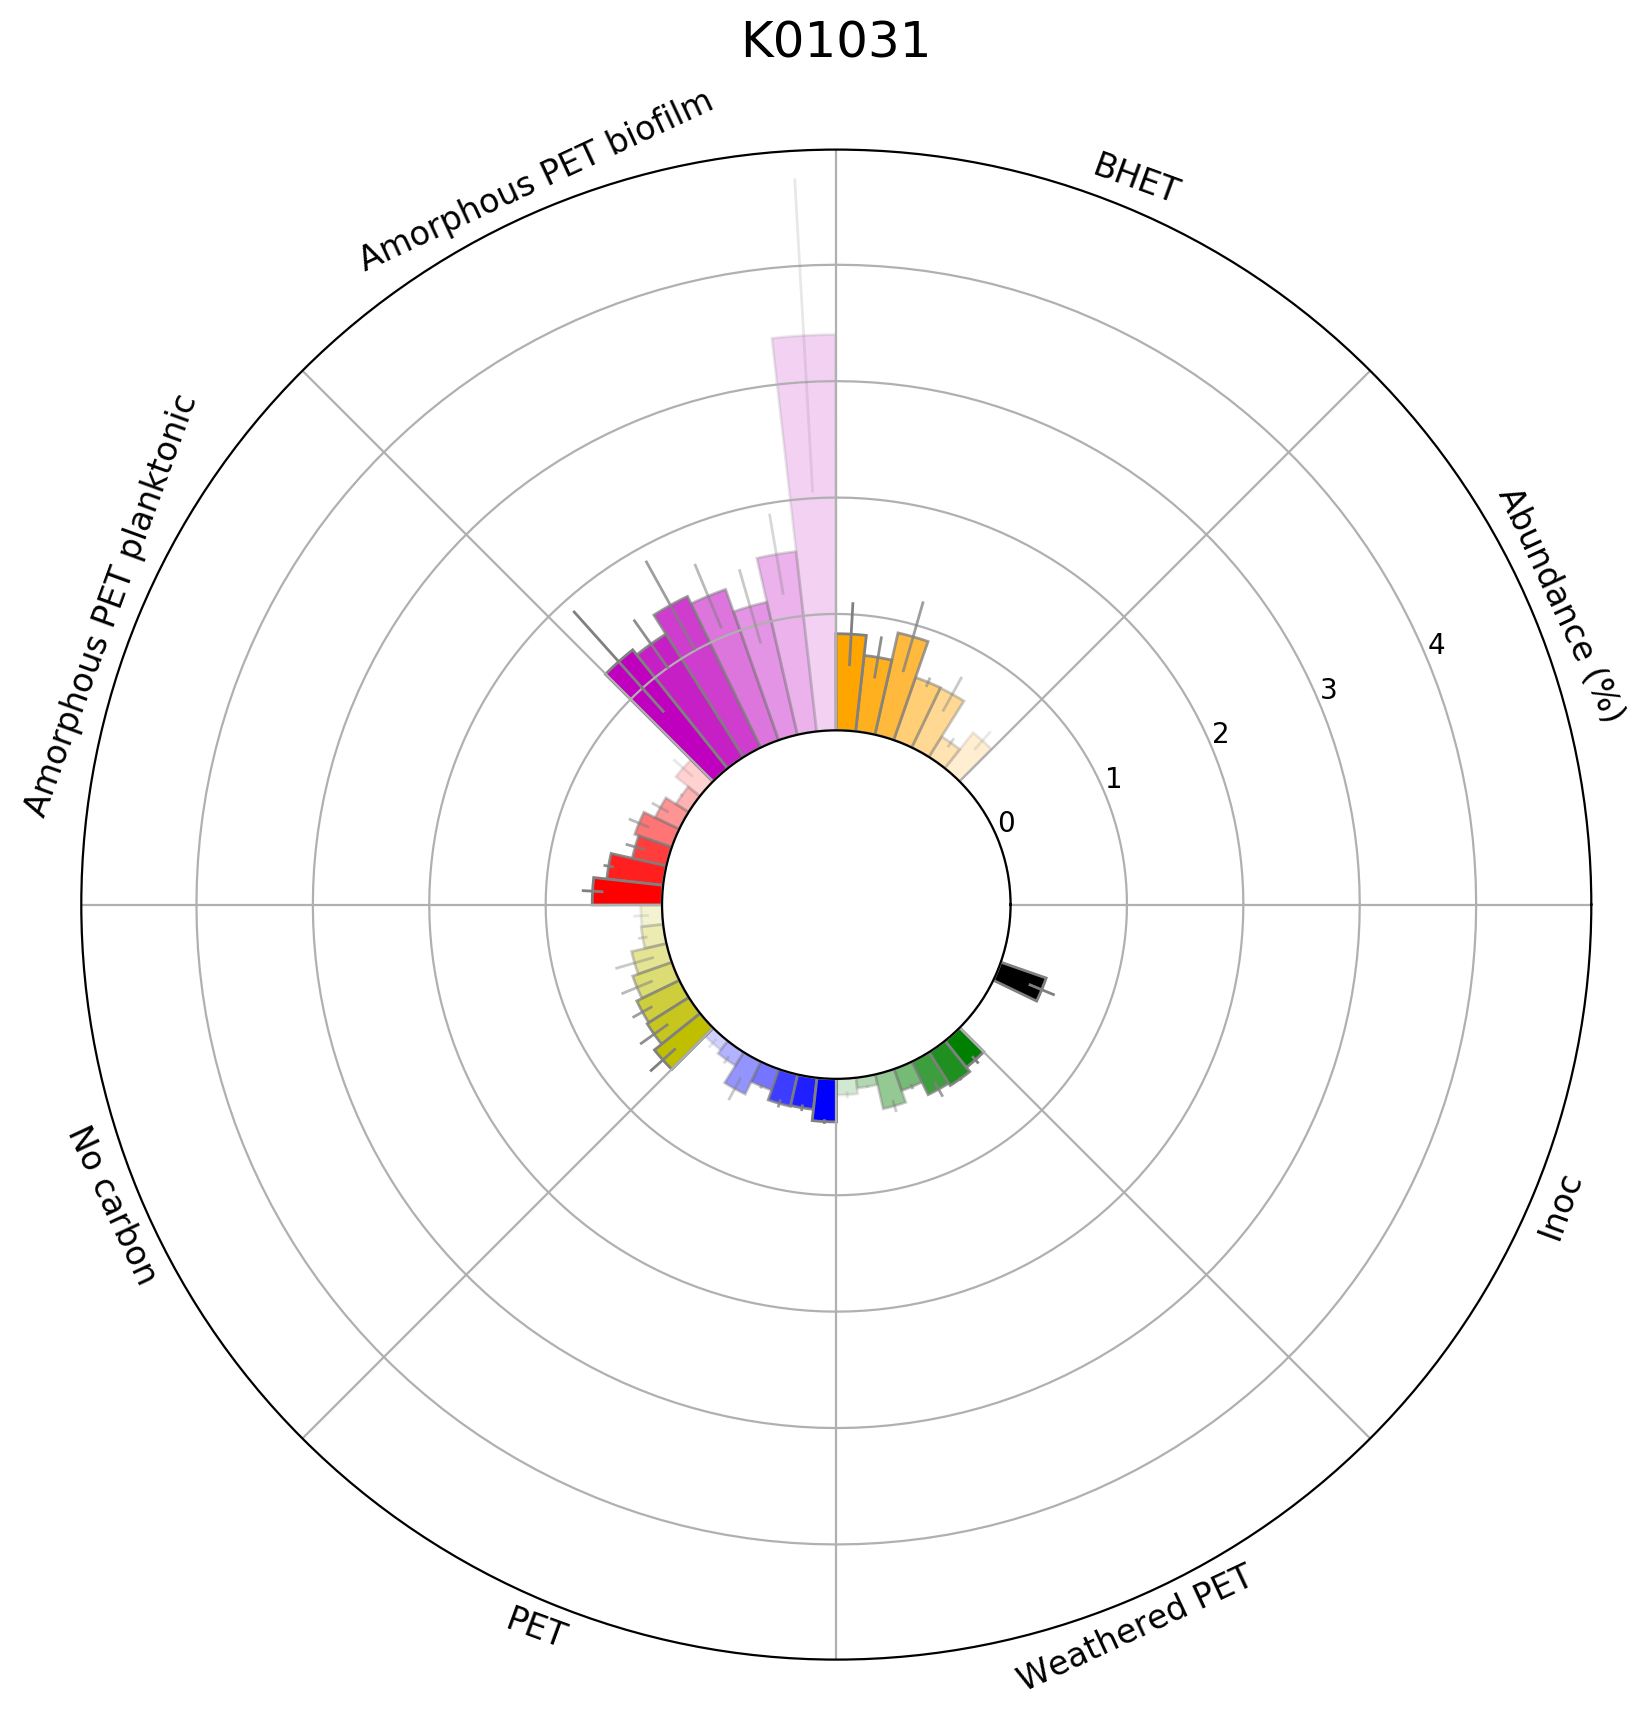 K01031
Amorphous PET biofilm
BHET
Amorphous PET planktonic
Abundance (%)
4
3
2
1
0
No carbon
Inoc
PET
Weathered PET